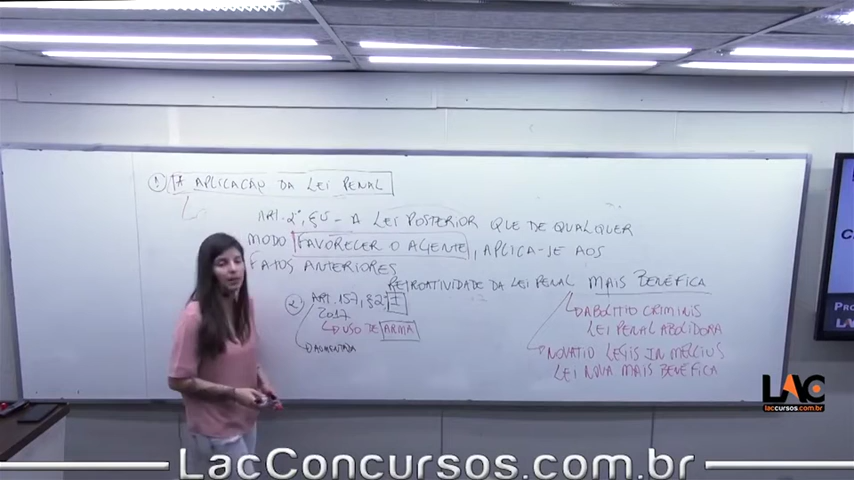 1 DA APLICAÇÃO DA LEI PENAL
ART. 2º, § Ú - A LEI POSTERIOR QUE DE QUALQUER
MODO FAVORECER O AGENTE, APLICA-SE AOS
FATOS ANTERIORES
RETROATIVIDADE DA LEI PENAL MAIS BENÉFICA
2 ART. 157, § 2º, I
2017
USO DE ARMA
AUMENTAVA
ABOLITIO CRIMINIS
LEI PENAL ABOLIDORA
NOVATIO LEGIS IN MELLIUS
LEI NOVA MAIS BENÉFICA
LAC
laccursos.com.br
LacConcursos.com.br